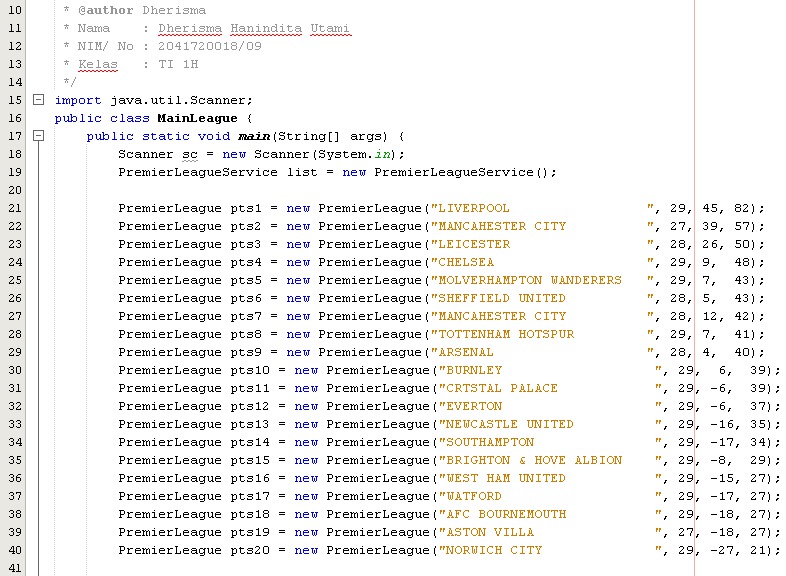 10 * @author Dherisma
11 * Nama    : Dherisma Hanindita Utami
12 * NIM/ No : 2041720018/09
13 * Kelas   : TI 1H
14 */
15 import java.util.Scanner;
16 public class MainLeague {
17     public static void main(String[] args) {
18         Scanner sc = new Scanner(System.in);
19         PremierLeagueService list = new PremierLeagueService();
20
21         PremierLeague pts1 = new PremierLeague("LIVERPOOL                 ", 29, 45, 82);
22         PremierLeague pts2 = new PremierLeague("MANCAHESTER CITY          ", 27, 39, 57);
23         PremierLeague pts3 = new PremierLeague("LEICESTER                 ", 28, 26, 50);
24         PremierLeague pts4 = new PremierLeague("CHELSEA                   ", 29, 9,  48);
25         PremierLeague pts5 = new PremierLeague("MOLVERHAMPTON WANDERERS   ", 29, 7,  43);
26         PremierLeague pts6 = new PremierLeague("SHEFFIELD UNITED          ", 28, 5,  43);
27         PremierLeague pts7 = new PremierLeague("MANCAHESTER CITY          ", 28, 12, 42);
28         PremierLeague pts8 = new PremierLeague("TOTTENHAM HOTSPUR         ", 29, 7,  41);
29         PremierLeague pts9 = new PremierLeague("ARSENAL                   ", 28, 4,  40);
30         PremierLeague pts10 = new PremierLeague("BURNLEY                   ", 29,  6,  39);
31         PremierLeague pts11 = new PremierLeague("CRTSTAL PALACE            ", 29, -6,  39);
32         PremierLeague pts12 = new PremierLeague("EVERTON                   ", 29, -6,  37);
33         PremierLeague pts13 = new PremierLeague("NEWCASTLE UNITED          ", 29, -16, 35);
34         PremierLeague pts14 = new PremierLeague("SOUTHAMPTON               ", 29, -17, 34);
35         PremierLeague pts15 = new PremierLeague("BRIGHTON & HOVE ALBION    ", 29, -8,  29);
36         PremierLeague pts16 = new PremierLeague("WEST HAM UNITED           ", 29, -15, 27);
37         PremierLeague pts17 = new PremierLeague("WATFORD                   ", 29, -17, 27);
38         PremierLeague pts18 = new PremierLeague("AFC BOURNEMOUTH           ", 29, -18, 27);
39         PremierLeague pts19 = new PremierLeague("ASTON VILLA               ", 27, -18, 27);
40         PremierLeague pts20 = new PremierLeague("NORWICH CITY              ", 29, -27, 21);
41